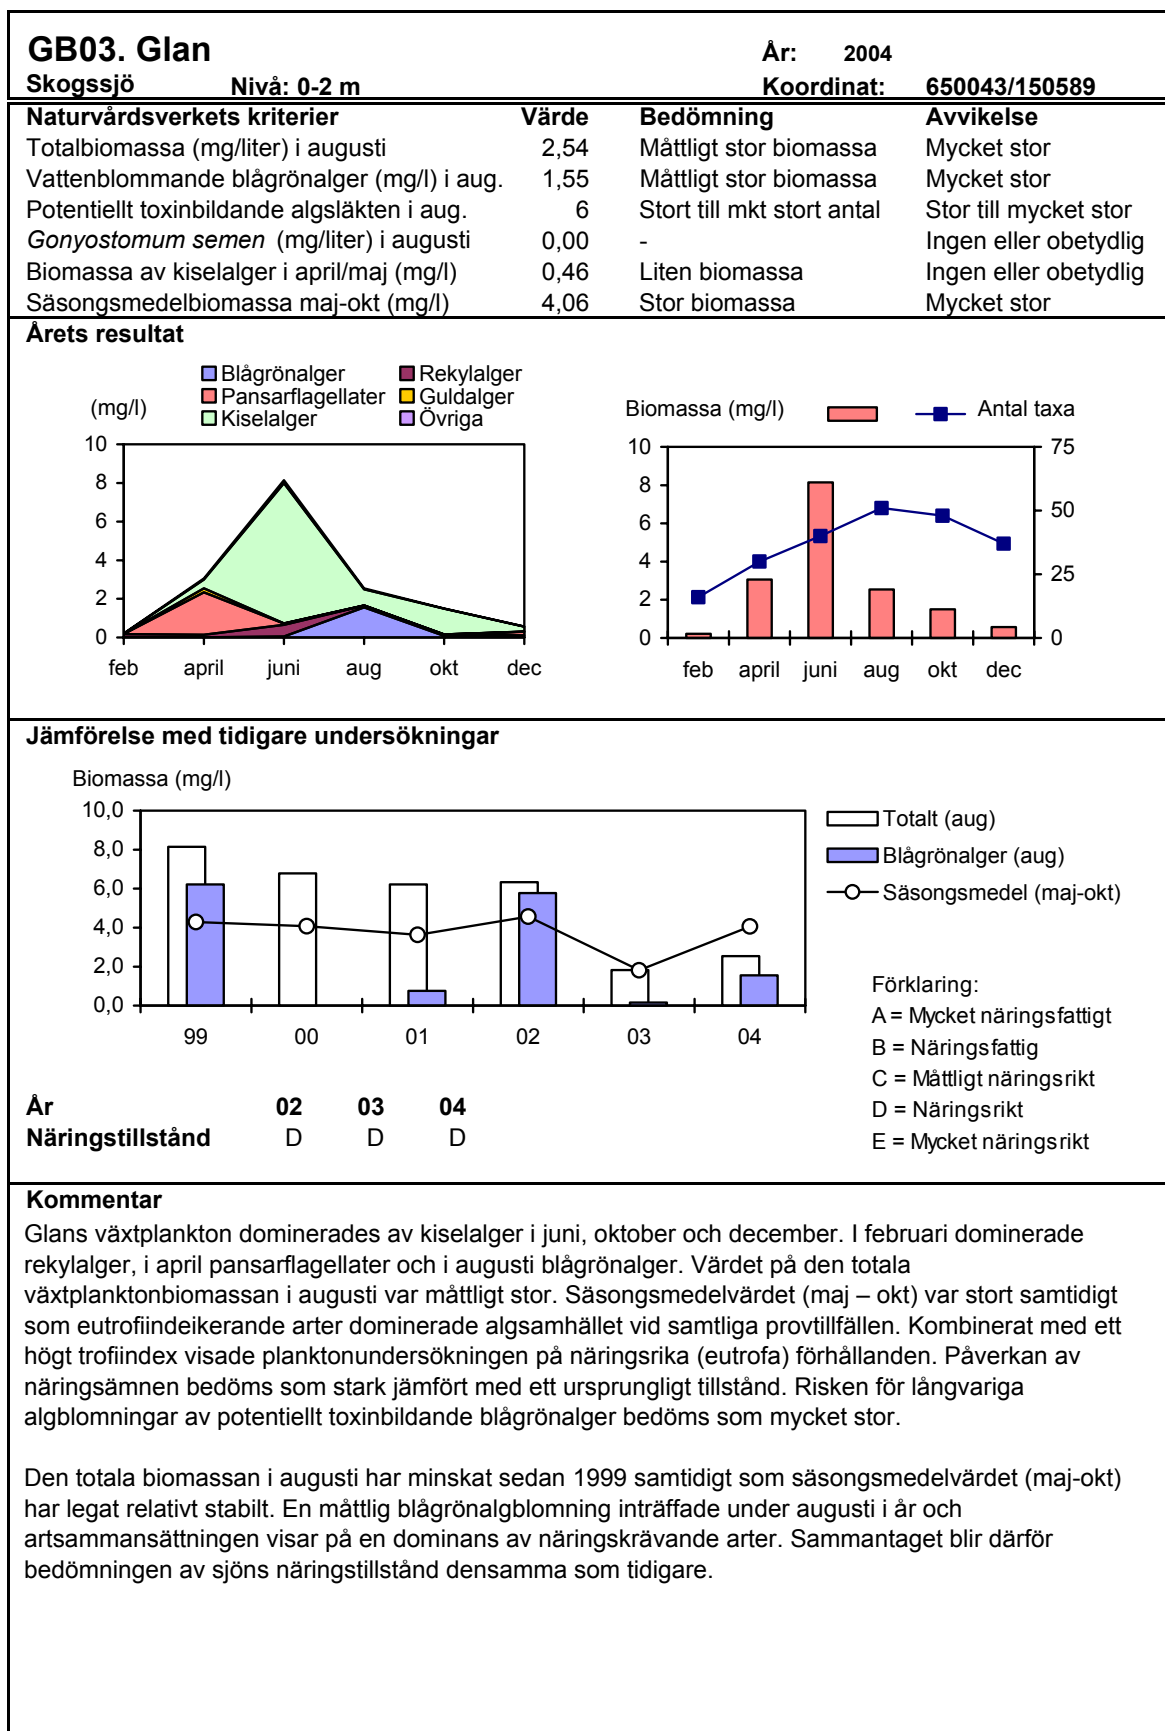 GB03. Glan
År: 2004
Skogssjö Nivå: 0-2 m Koordinat: 650043/150589
Naturvårdsverkets kriterier Värde Bedömning Avvikelse
Totalbiomassa (mg/liter) i augusti 2,54 Måttligt stor biomassa Mycket stor
Vattenblommande blågrönalger (mg/l) i aug. 1,55 Måttligt stor biomassa Mycket stor
Potentiellt toxinbildande algsläkten i aug. 6 Stort till mkt stort antal Stor till mycket stor
Gonyostomum semen (mg/liter) i augusti 0,00 - Ingen eller obetydlig
Biomassa av kiselalger i april/maj (mg/l) 0,46 Liten biomassa Ingen eller obetydlig
Säsongsmedelbiomassa maj-okt (mg/l) 4,06 Stor biomassa Mycket stor
Årets resultat
Blågrönalger Rekylalger
Pansarflagellater Guldalger
Kiselalger Övriga
(mg/l)
10
8
6
4
2
0
feb april juni aug okt dec
Biomassa (mg/l) Antal taxa
10 75
8
6 50
4
25
2
0 0
feb april juni aug okt dec
Jämförelse med tidigare undersökningar
Biomassa (mg/l)
10,0
8,0
6,0
4,0
2,0
0,0
99 00 01 02 03 04
Totalt (aug)
Blågrönalger (aug)
Säsongsmedel (maj-okt)
Förklaring:
A = Mycket näringsfattigt
B = Näringsfattig
C = Måttligt näringsrikt
D = Näringsrikt
E = Mycket näringsrikt
År 02 03 04
Näringstillstånd D D D
Kommentar
Glans växtplankton dominerades av kiselalger i juni, oktober och december. I februari dominerade
rekylalger, i april pansarflagellater och i augusti blågrönalger. Värdet på den totala
växtplanktonbiomassan i augusti var måttligt stor. Säsongsmedelvärdet (maj – okt) var stort samtidigt
som eutrofiindeikerande arter dominerade algsamhället vid samtliga provtillfällen. Kombinerat med ett
högt trofiindex visade planktonundersökningen på näringsrika (eutrofa) förhållanden. Påverkan av
näringsämnen bedöms som stark jämfört med ett ursprungligt tillstånd. Risken för långvariga
algblomningar av potentiellt toxinbildande blågrönalger bedöms som mycket stor.
Den totala biomassan i augusti har minskat sedan 1999 samtidigt som säsongsmedelvärdet (maj-okt)
har legat relativt stabilt. En måttlig blågrönalgblomning inträffade under augusti i år och
artsammansättningen visar på en dominans av näringskrävande arter. Sammantaget blir därför
bedömningen av sjöns näringstillstånd densamma som tidigare.